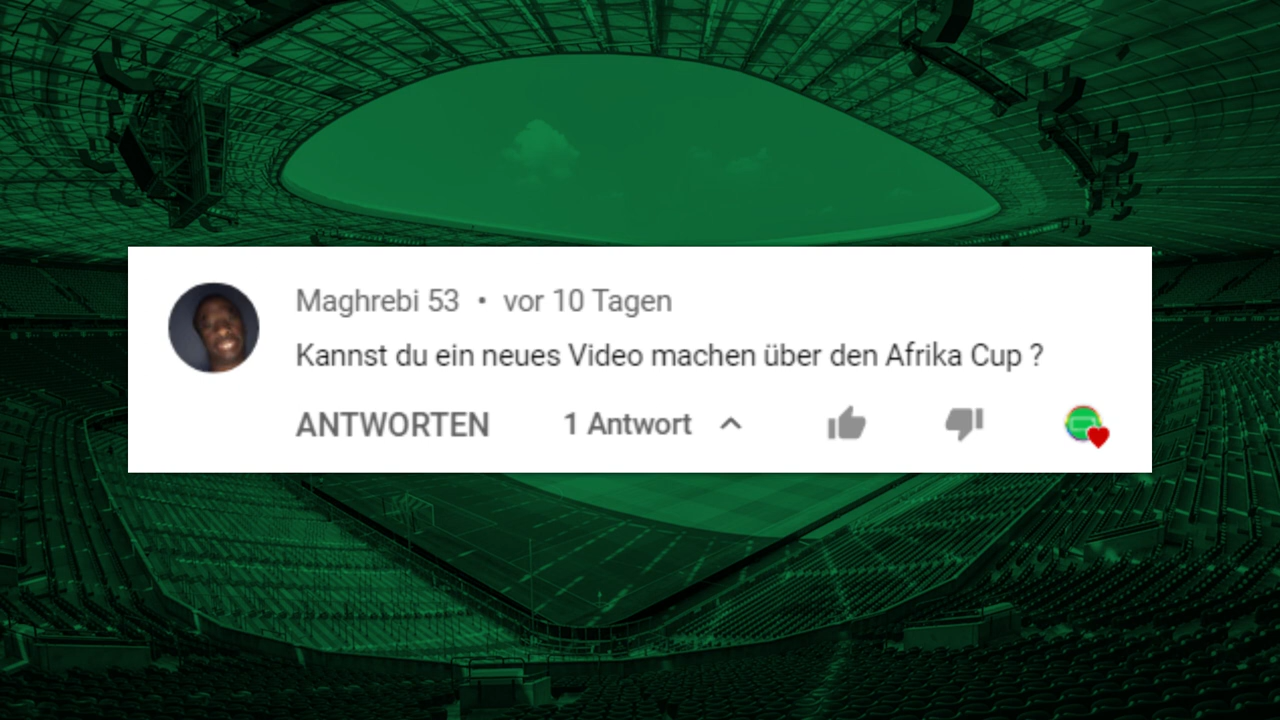 Maghrebi 53 • vor 10 Tagen
Kannst du ein neues Video machen über den Afrika Cup ?
ANTWORTEN 1 Antwort